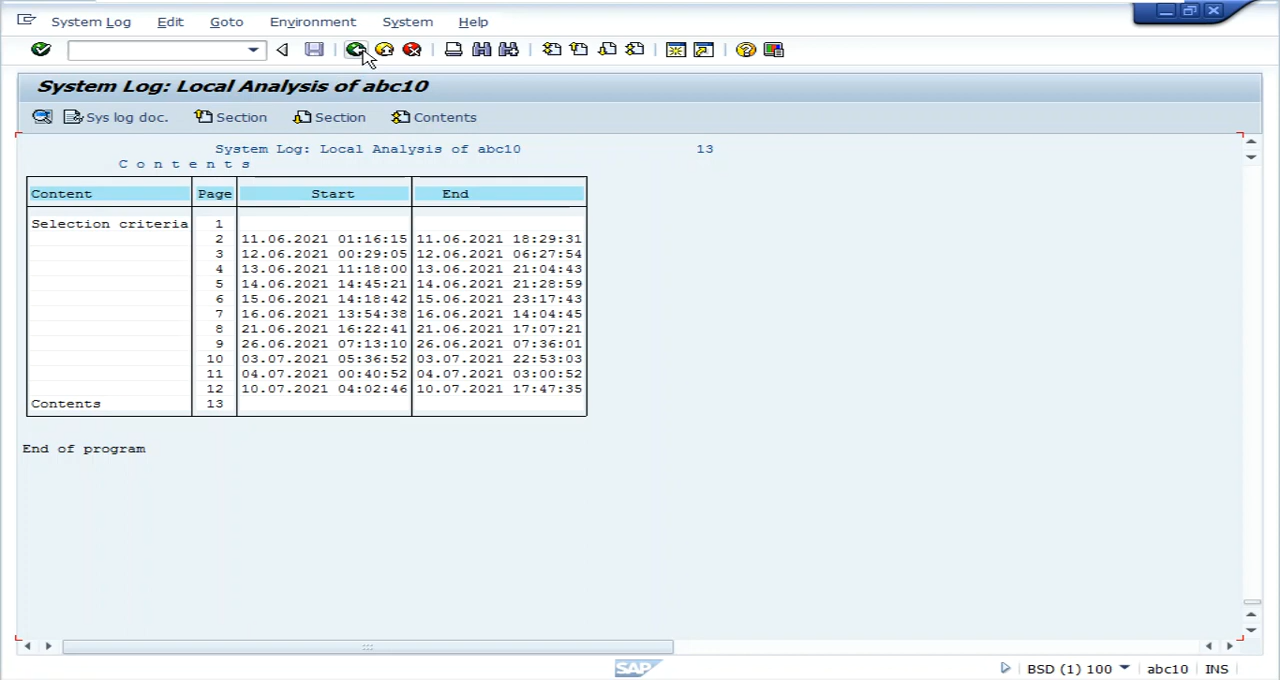 System Log Edit Goto Environment System Help
System Log: Local Analysis of abc10
Sys log doc. Section Section Contents
System Log: Local Analysis of abc10 13
C o n t e n t s
Content Page Start End
Selection criteria 1
2 11.06.2021 01:16:15 11.06.2021 18:29:31
3 12.06.2021 00:29:05 12.06.2021 06:27:54
4 13.06.2021 11:18:00 13.06.2021 21:04:43
5 14.06.2021 14:45:21 14.06.2021 21:28:59
6 15.06.2021 14:18:42 15.06.2021 23:17:43
7 16.06.2021 13:54:38 16.06.2021 14:04:45
8 21.06.2021 16:22:41 21.06.2021 17:07:21
9 26.06.2021 07:13:10 26.06.2021 07:36:01
10 03.07.2021 05:36:52 03.07.2021 22:53:03
11 04.07.2021 00:40:52 04.07.2021 03:00:52
12 10.07.2021 04:02:46 10.07.2021 17:47:35
Contents 13
End of program
SAP BSD (1) 100 abc10 INS